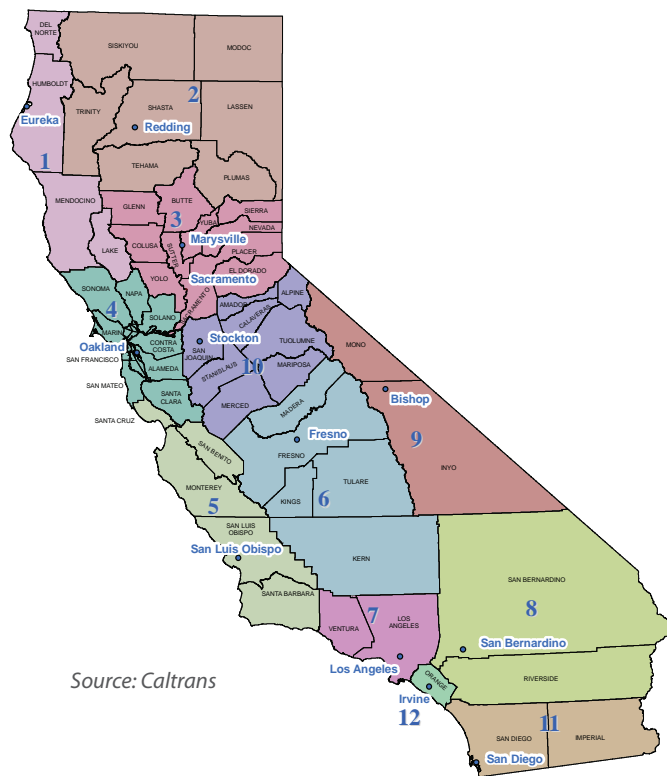 DEL
NORTE
SISKIYOU
MODOC
HUMBOLDT
TRINITY
SHASTA
2
LASSEN
Eureka
Redding
1
TEHAMA
PLUMAS
MENDOCINO
GLENN
BUTTE
3
YUBA
SIERRA
NEVADA
LAKE
COLUSA
SUTTER
Marysville
PLACER
YOLO
Sacramento
EL DORADO
SONOMA
NAPA
4
SOLANO
SACRAMENTO
AMADOR
ALPINE
CALAVERAS
MARIN
Oakland
CONTRA
COSTA
Stockton
SAN
JOAQUIN
TUOLUMNE
MONO
SAN FRANCISCO
ALAMEDA
STANISLAUS
10
MARIPOSA
SAN MATEO
SANTA
CLARA
MERCED
MADERA
Bishop
SANTA CRUZ
Fresno
9
SAN BENITO
FRESNO
INYO
MONTEREY
5
KINGS
6
TULARE
SAN LUIS
OBISPO
San Luis Obispo
KERN
SANTA BARBARA
SAN BERNARDINO
8
VENTURA
7
LOS
ANGELES
San Bernardino
Los Angeles
ORANGE
RIVERSIDE
Source: Caltrans
Irvine
12
11
SAN DIEGO
IMPERIAL
San Diego